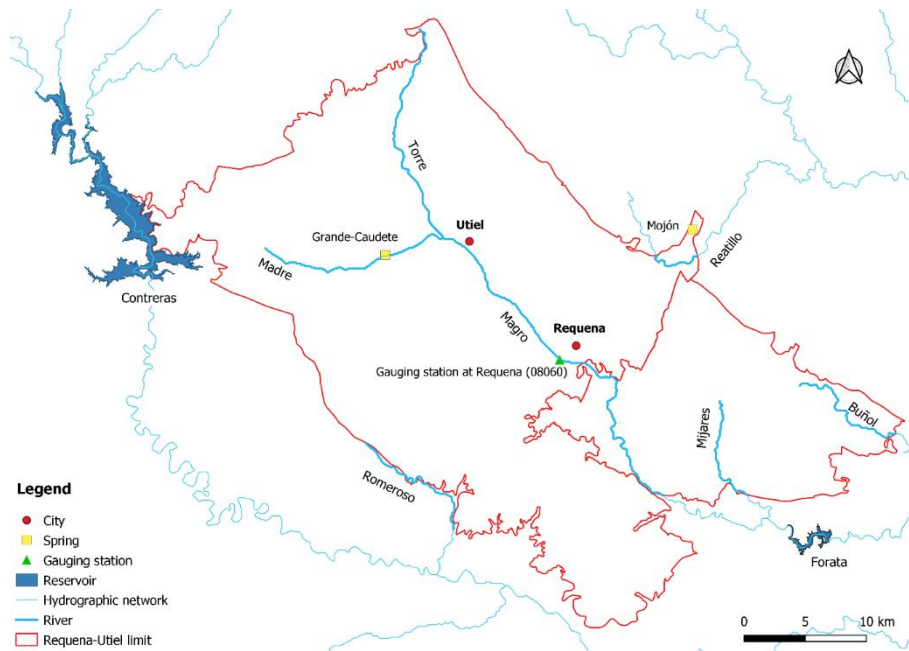 Torre
Utiel
Grande-Caudete
Mojón
Reatillo
Madre
Contreras
Magro
Requena
Gauging station at Requena (08060)
Mijares
Buñol
Romeroso
Forata
Legend
City
Spring
Gauging station
Reservoir
Hydrographic network
River
Requena-Utiel limit
0 5 10 km